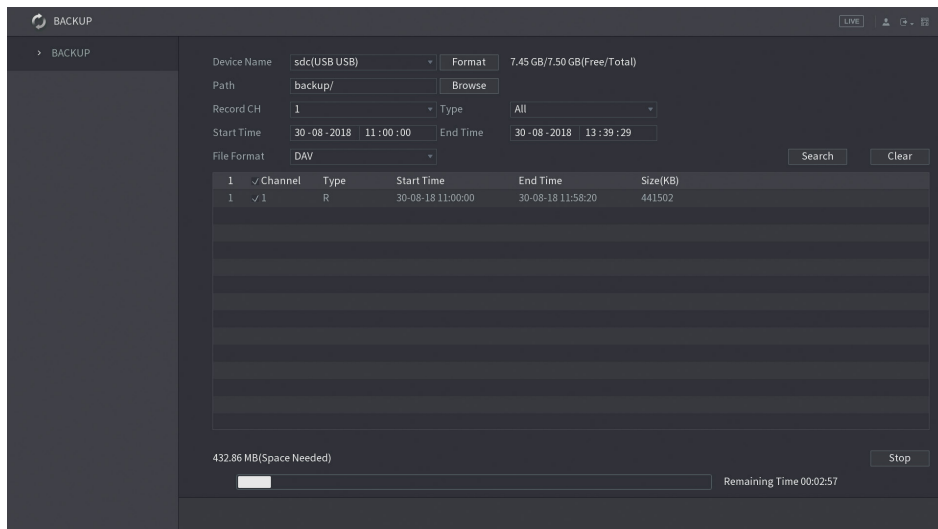 BACKUP
LIVE
BACKUP
Device Name sdc(USB USB) Format 7.45 GB/7.50 GB(Free/Total)
Path backup/ Browse
Record CH 1 Type All
Start Time 30 -08 -2018 11 : 00 : 00 End Time 30 -08 -2018 13 : 39 : 29
File Format DAV Search Clear
1 Channel Type Start Time End Time Size(KB)
1 1 R 30-08-18 11:00:00 30-08-18 11:58:20 441502
432.86 MB(Space Needed) Stop
Remaining Time 00:02:57